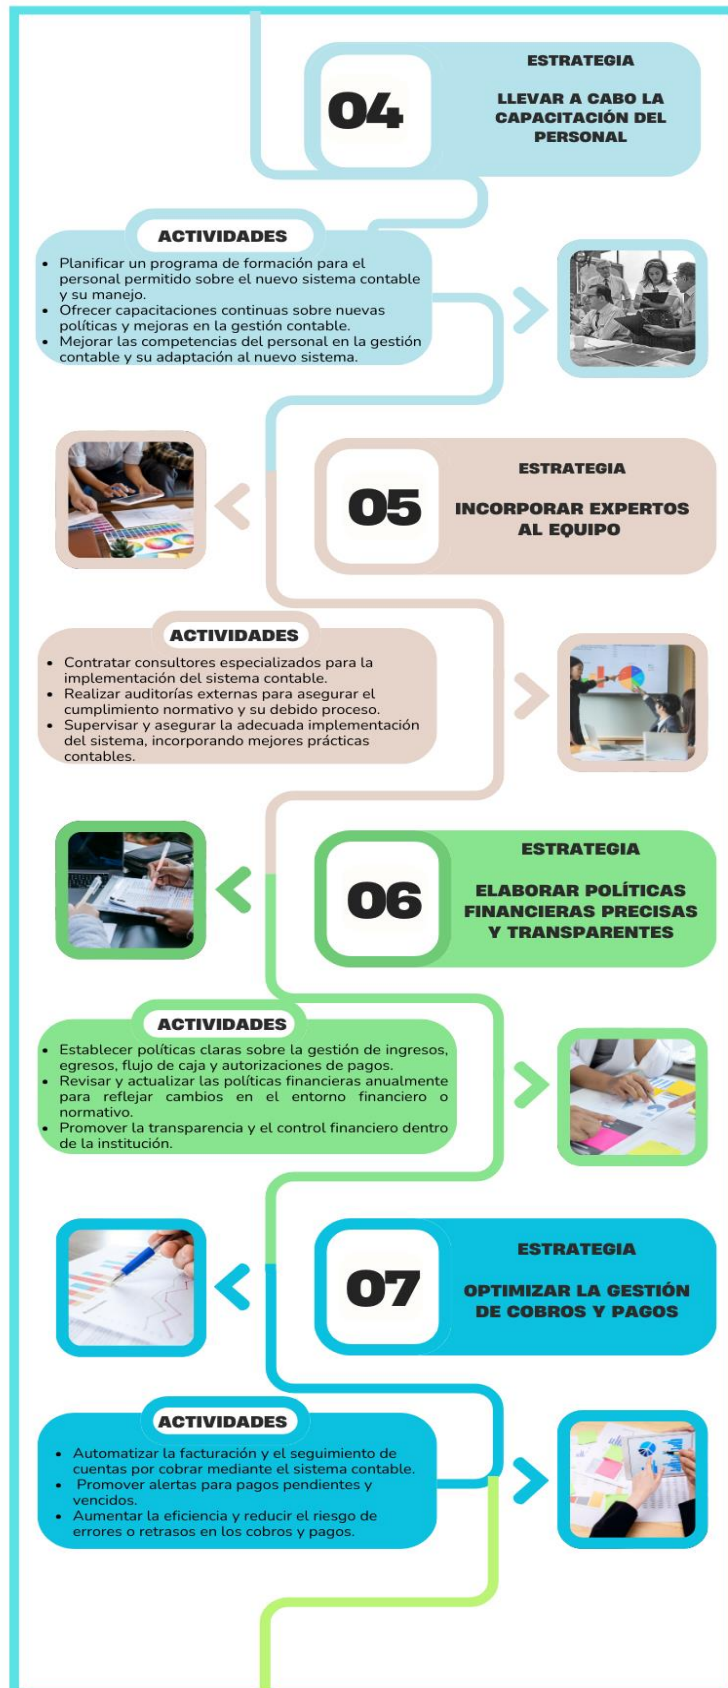 04
ESTRATEGIA
LLEVAR A CABO LA
CAPACITACIÓN DEL
PERSONAL
ACTIVIDADES
• Planificar un programa de formación para el
personal permitido sobre el nuevo sistema contable
y su manejo.
• Ofrecer capacitaciones continuas sobre nuevas
políticas y mejoras en la gestión contable.
• Mejorar las competencias del personal en la gestión
contable y su adaptación al nuevo sistema.
05
ESTRATEGIA
INCORPORAR EXPERTOS
AL EQUIPO
ACTIVIDADES
• Contratar consultores especializados para la
implementación del sistema contable.
• Realizar auditorías externas para asegurar el
cumplimiento normativo y su debido proceso.
• Supervisar y asegurar la adecuada implementación
del sistema, incorporando mejores prácticas
contables.
06
ESTRATEGIA
ELABORAR POLÍTICAS
FINANCIERAS PRECISAS
Y TRANSPARENTES
ACTIVIDADES
• Establecer políticas claras sobre la gestión de ingresos,
egresos, flujo de caja y autorizaciones de pagos.
• Revisar y actualizar las políticas financieras anualmente
para reflejar cambios en el entorno financiero o
normativo.
• Promover la transparencia y el control financiero dentro
de la institución.
07
ESTRATEGIA
OPTIMIZAR LA GESTIÓN
DE COBROS Y PAGOS
ACTIVIDADES
• Automatizar la facturación y el seguimiento de
cuentas por cobrar mediante el sistema contable.
• Promover alertas para pagos pendientes y
vencidos.
• Aumentar la eficiencia y reducir el riesgo de
errores o retrasos en los cobros y pagos.